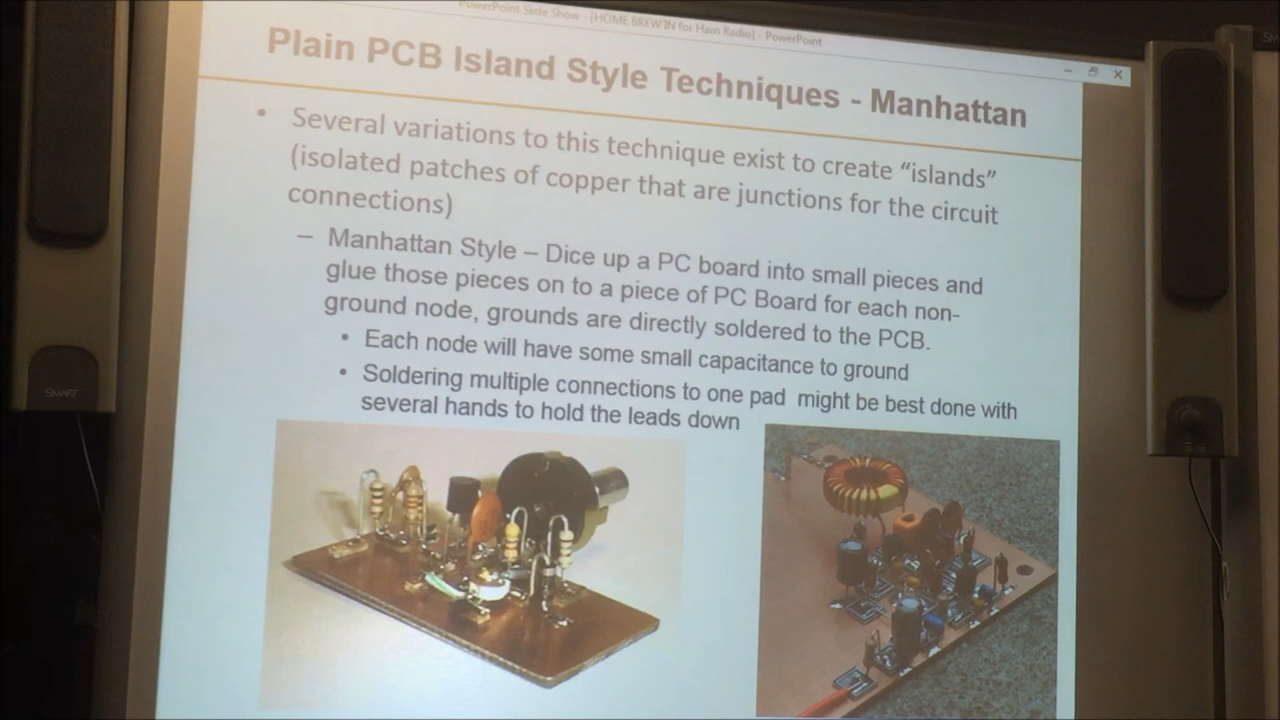 PowerPoint Slide Show - [HOME BREW'IN for Ham Radio] - PowerPoint
Plain PCB Island Style Techniques - Manhattan
• Several variations to this technique exist to create “islands”
(isolated patches of copper that are junctions for the circuit
connections)
– Manhattan Style – Dice up a PC board into small pieces and
glue those pieces on to a piece of PC Board for each non-
ground node, grounds are directly soldered to the PCB.
• Each node will have some small capacitance to ground
• Soldering multiple connections to one pad might be best done with
several hands to hold the leads down
SMART